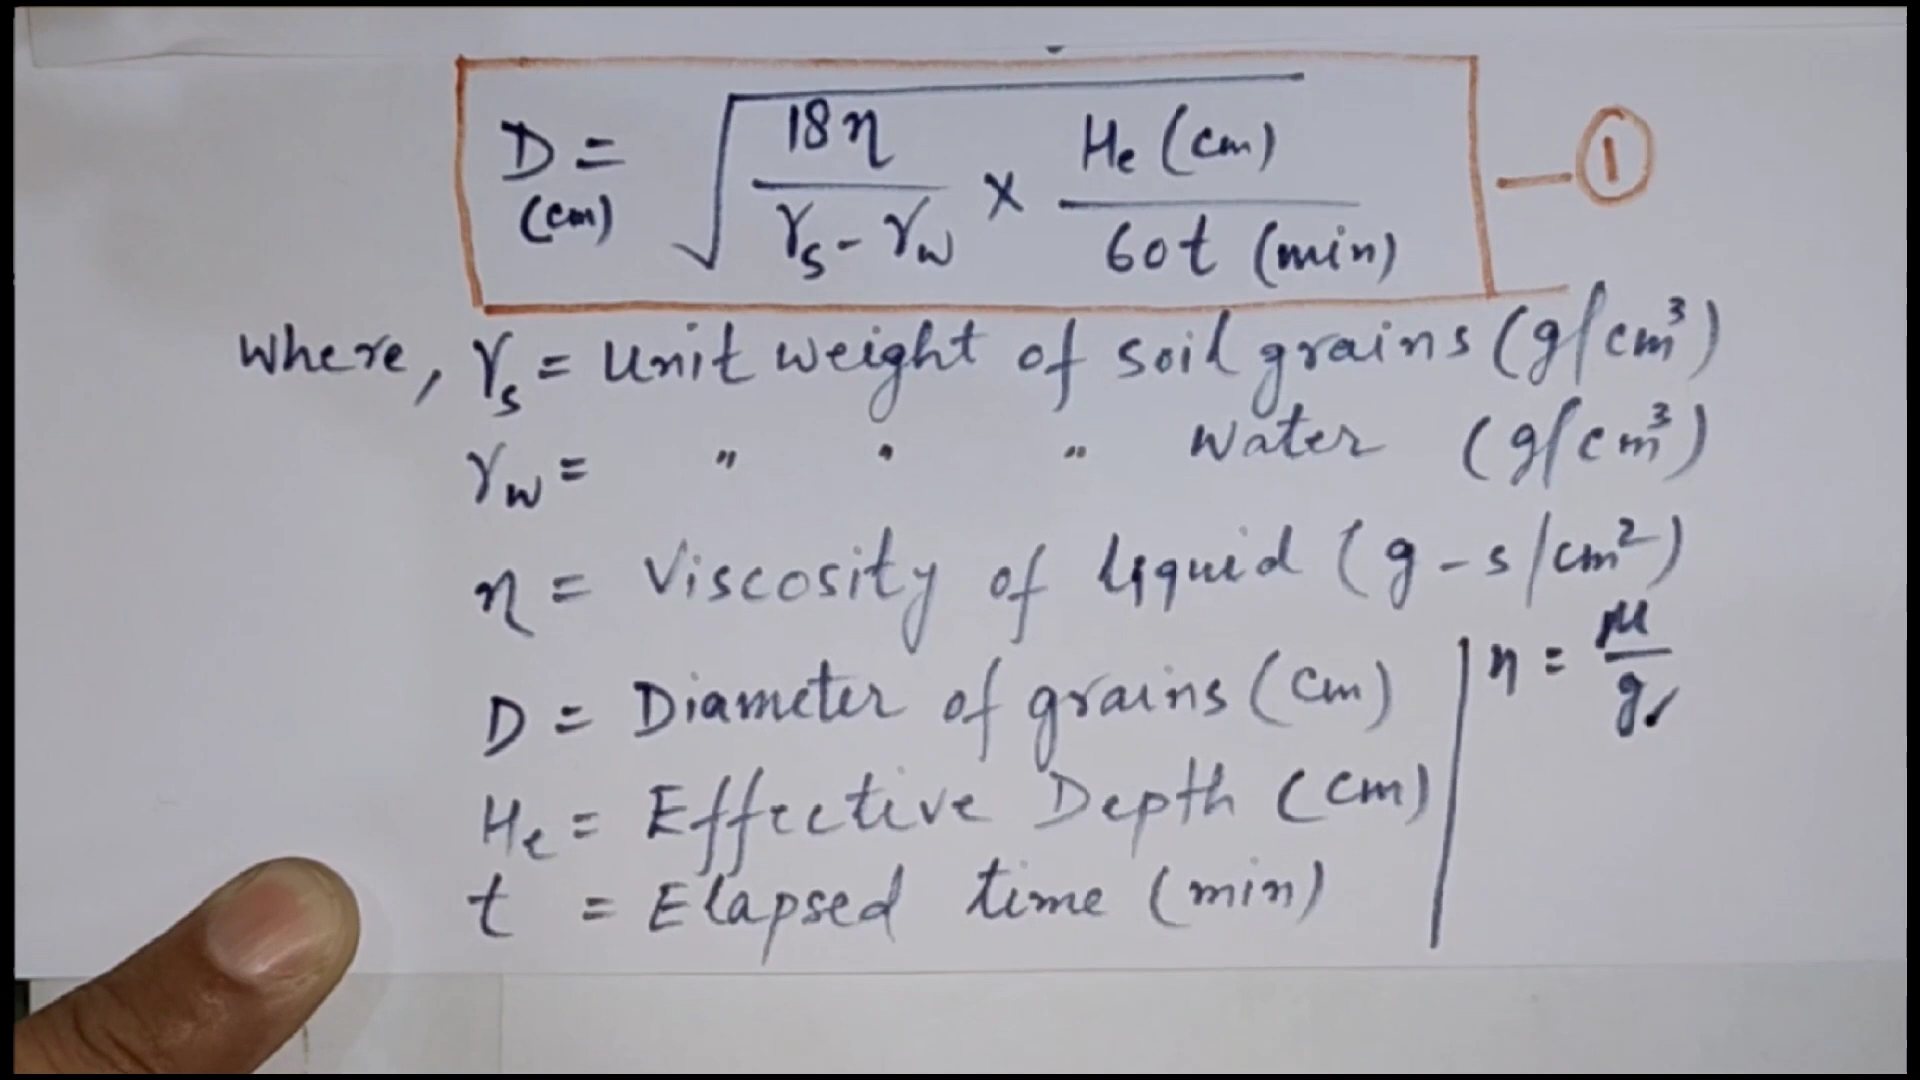 D (cm) = √(18η / (γs - γw) × He (cm) / 60t (min)) — 1
Where, γs = Unit weight of soil grains (g/cm³)
γw = " " " Water (g/cm³)
η = Viscosity of liquid (g-s/cm²)
η = μ/g
D = Diameter of grains (cm)
He = Effective Depth (cm)
t = Elapsed time (min)